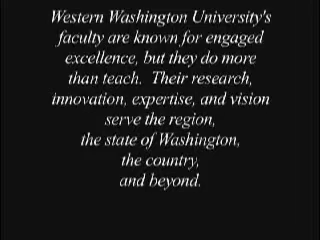 Western Washington University's
faculty are known for engaged
excellence, but they do more
than teach. Their research,
innovation, expertise, and vision
serve the region,
the state of Washington,
the country,
and beyond.